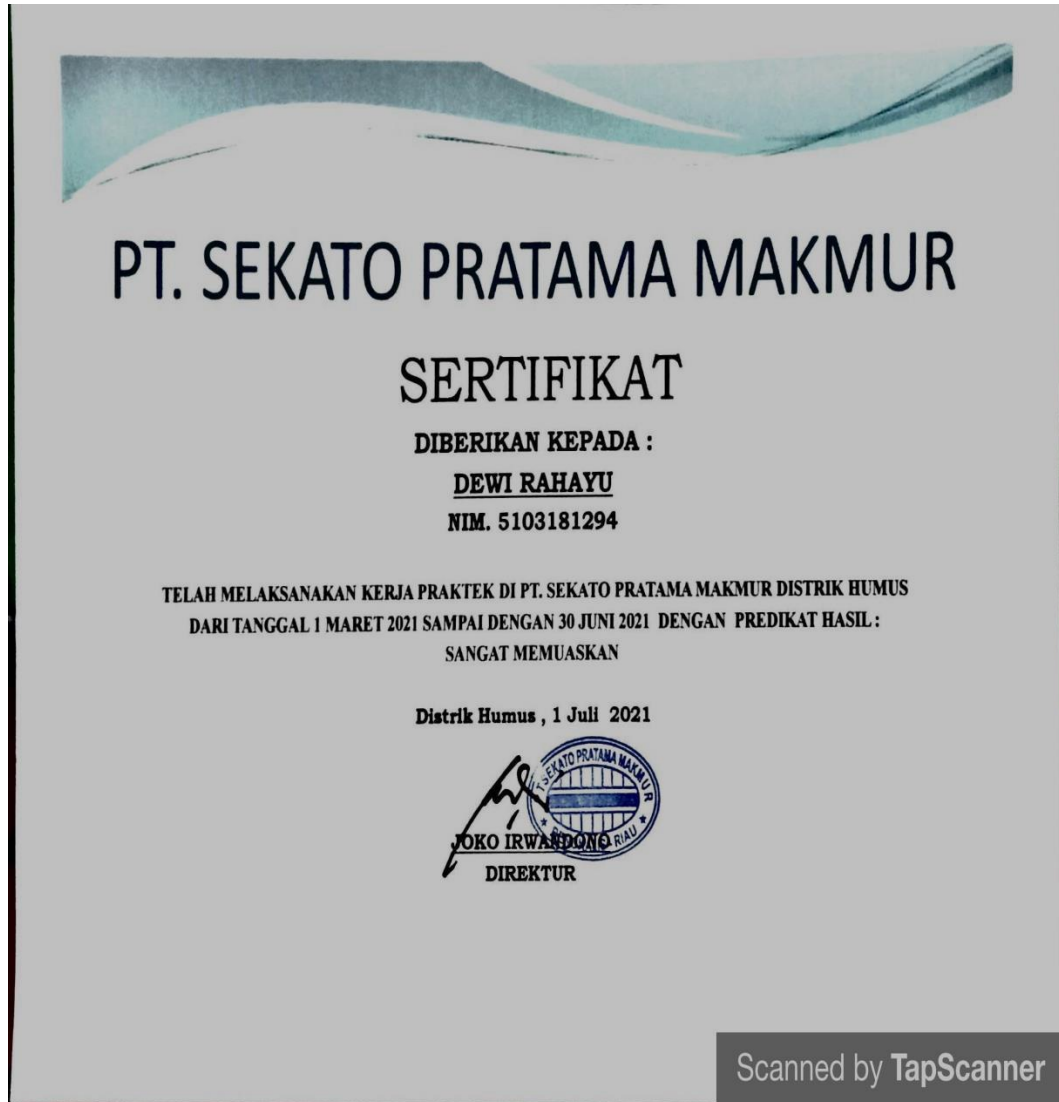 PT. SEKATO PRATAMA MAKMUR
SERTIFIKAT
DIBERIKAN KEPADA :
DEWI RAHAYU
NIM. 5103181294
TELAH MELAKSANAKAN KERJA PRAKTEK DI PT. SEKATO PRATAMA MAKMUR DISTRIK HUMUS
DARI TANGGAL 1 MARET 2021 SAMPAI DENGAN 30 JUNI 2021 DENGAN PREDIKAT HASIL :
SANGAT MEMUASKAN
Distrik Humus , 1 Juli 2021
SEKATO PRATAMA MAKMUR
RIAU
JOKO IRWANDONO
DIREKTUR
Scanned by TapScanner